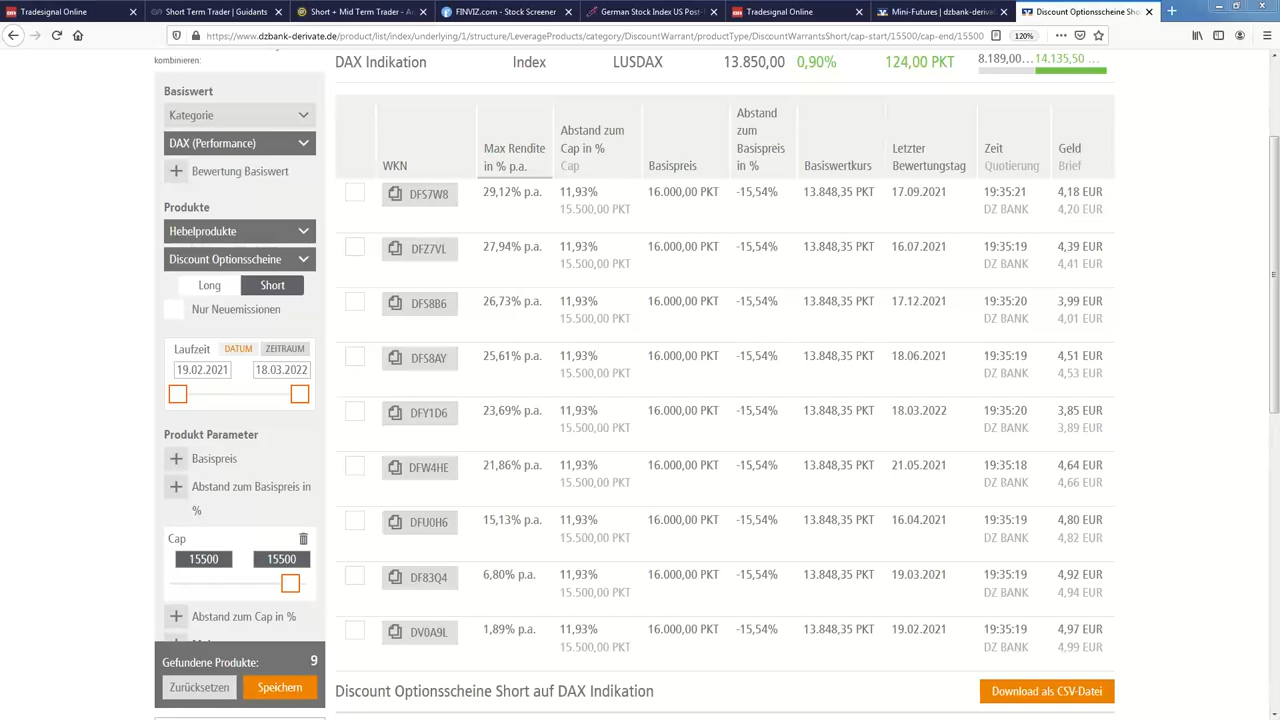 Tradesignal Online
Short Term Trader | Guidants
Short + Mid Term Trader - A
FINVIZ.com - Stock Screener
German Stock Index US Post
Tradesignal Online
Mini-Futures | dzbank-deriva
Discount Optionsscheine Sho
https://www.dzbank-derivate.de/product/list/index/underlying/1/structure/LeverageProducts/category/DiscountWarrant/productType/DiscountWarrantsShort/cap-start/15500/cap-end/15500
120%
kombinieren:
Basiswert
Kategorie
DAX (Performance)
Bewertung Basiswert
Produkte
Hebelprodukte
Discount Optionsscheine
Long Short
Nur Neuemissionen
Laufzeit DATUM ZEITRAUM
19.02.2021 18.03.2022
Produkt Parameter
Basispreis
Abstand zum Basispreis in
%
Cap
15500 15500
Abstand zum Cap in %
Gefundene Produkte: 9
Zurücksetzen Speichern
DAX Indikation Index LUSDAX 13.850,00 0,90% 124,00 PKT 8.189,00... 14.135,50 ...
WKN
Max Rendite
in % p.a.
Abstand zum
Cap in %
Cap
Basispreis
Abstand
zum
Basispreis
in %
Basiswertkurs
Letzter
Bewertungstag
Zeit
Quotierung
Geld
Brief
DFS7W8 29,12% p.a. 11,93% 16.000,00 PKT -15,54% 13.848,35 PKT 17.09.2021 19:35:21 4,18 EUR
15.500,00 PKT DZ BANK 4,20 EUR
DFZ7VL 27,94% p.a. 11,93% 16.000,00 PKT -15,54% 13.848,35 PKT 16.07.2021 19:35:19 4,39 EUR
15.500,00 PKT DZ BANK 4,41 EUR
DFS8B6 26,73% p.a. 11,93% 16.000,00 PKT -15,54% 13.848,35 PKT 17.12.2021 19:35:20 3,99 EUR
15.500,00 PKT DZ BANK 4,01 EUR
DFS8AY 25,61% p.a. 11,93% 16.000,00 PKT -15,54% 13.848,35 PKT 18.06.2021 19:35:19 4,51 EUR
15.500,00 PKT DZ BANK 4,53 EUR
DFY1D6 23,69% p.a. 11,93% 16.000,00 PKT -15,54% 13.848,35 PKT 18.03.2022 19:35:20 3,85 EUR
15.500,00 PKT DZ BANK 3,89 EUR
DFW4HE 21,86% p.a. 11,93% 16.000,00 PKT -15,54% 13.848,35 PKT 21.05.2021 19:35:18 4,64 EUR
15.500,00 PKT DZ BANK 4,66 EUR
DFU0H6 15,13% p.a. 11,93% 16.000,00 PKT -15,54% 13.848,35 PKT 16.04.2021 19:35:19 4,80 EUR
15.500,00 PKT DZ BANK 4,82 EUR
DF83Q4 6,80% p.a. 11,93% 16.000,00 PKT -15,54% 13.848,35 PKT 19.03.2021 19:35:19 4,92 EUR
15.500,00 PKT DZ BANK 4,94 EUR
DV0A9L 1,89% p.a. 11,93% 16.000,00 PKT -15,54% 13.848,35 PKT 19.02.2021 19:35:19 4,97 EUR
15.500,00 PKT DZ BANK 4,99 EUR
Discount Optionsscheine Short auf DAX Indikation
Download als CSV-Datei